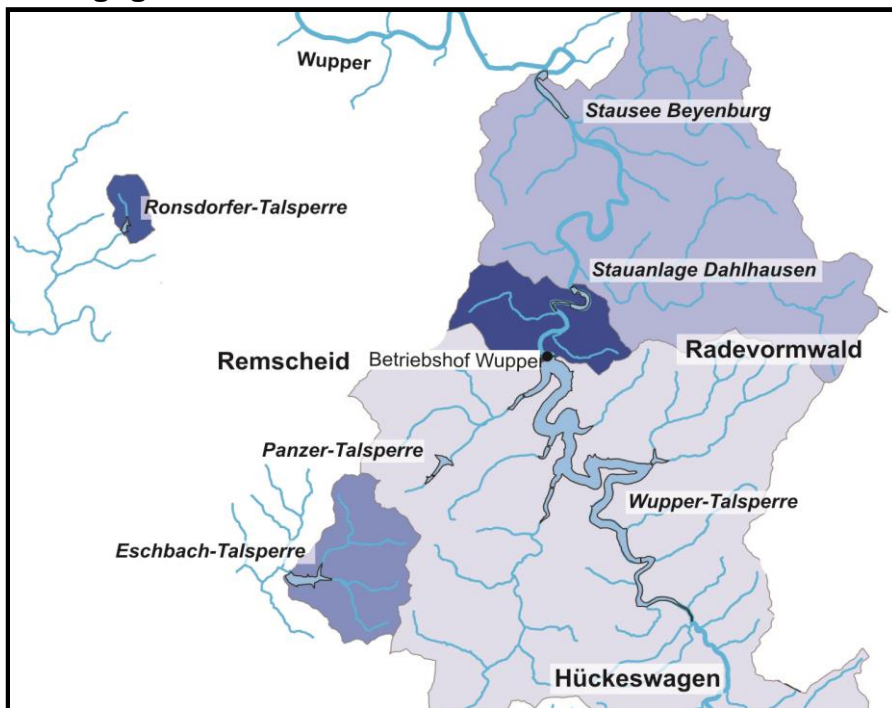 Wupper
Stausee Beyenburg
Ronsdorfer-Talsperre
Stauanlage Dahlhausen
Remscheid
Betriebshof Wuppe
Radevormwald
Panzer-Talsperre
Wupper-Talsperre
Eschbach-Talsperre
Hückeswagen